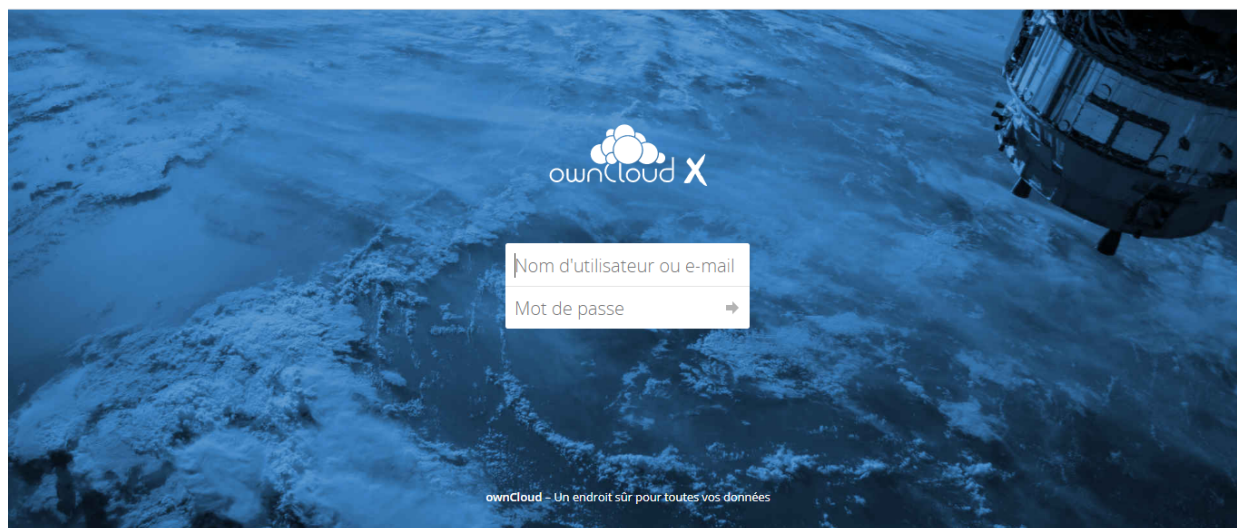 ownCloud X
Nom d'utilisateur ou e-mail
Mot de passe
ownCloud – Un endroit sûr pour toutes vos données